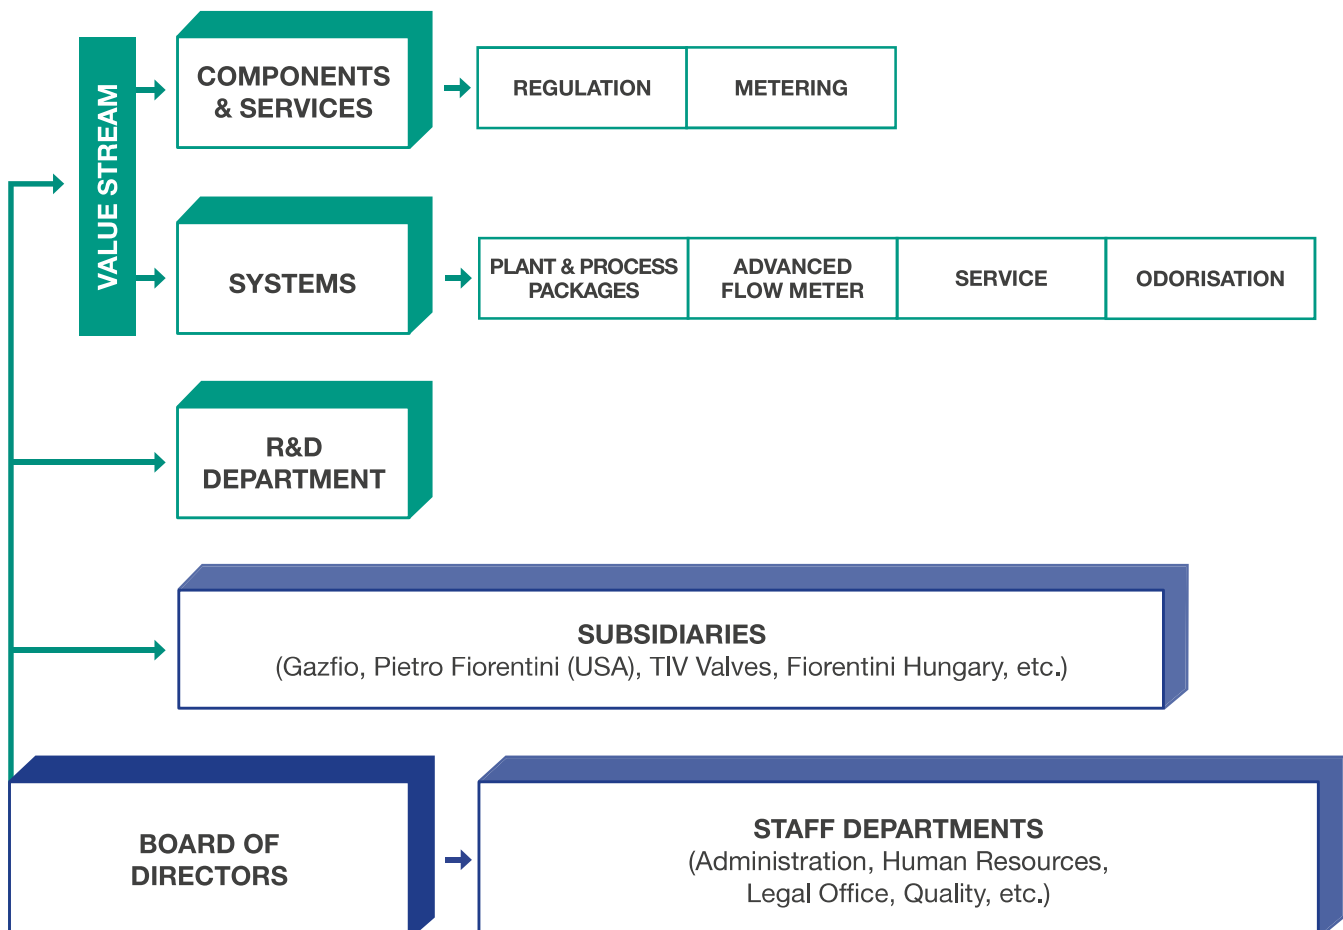 VALUE STREAM
COMPONENTS
& SERVICES
REGULATION
METERING
SYSTEMS
PLANT & PROCESS
PACKAGES
ADVANCED
FLOW METER
SERVICE
ODORISATION
R&D
DEPARTMENT
SUBSIDIARIES
(Gazfio, Pietro Fiorentini (USA), TIV Valves, Fiorentini Hungary, etc.)
BOARD OF
DIRECTORS
STAFF DEPARTMENTS
(Administration, Human Resources,
Legal Office, Quality, etc.)